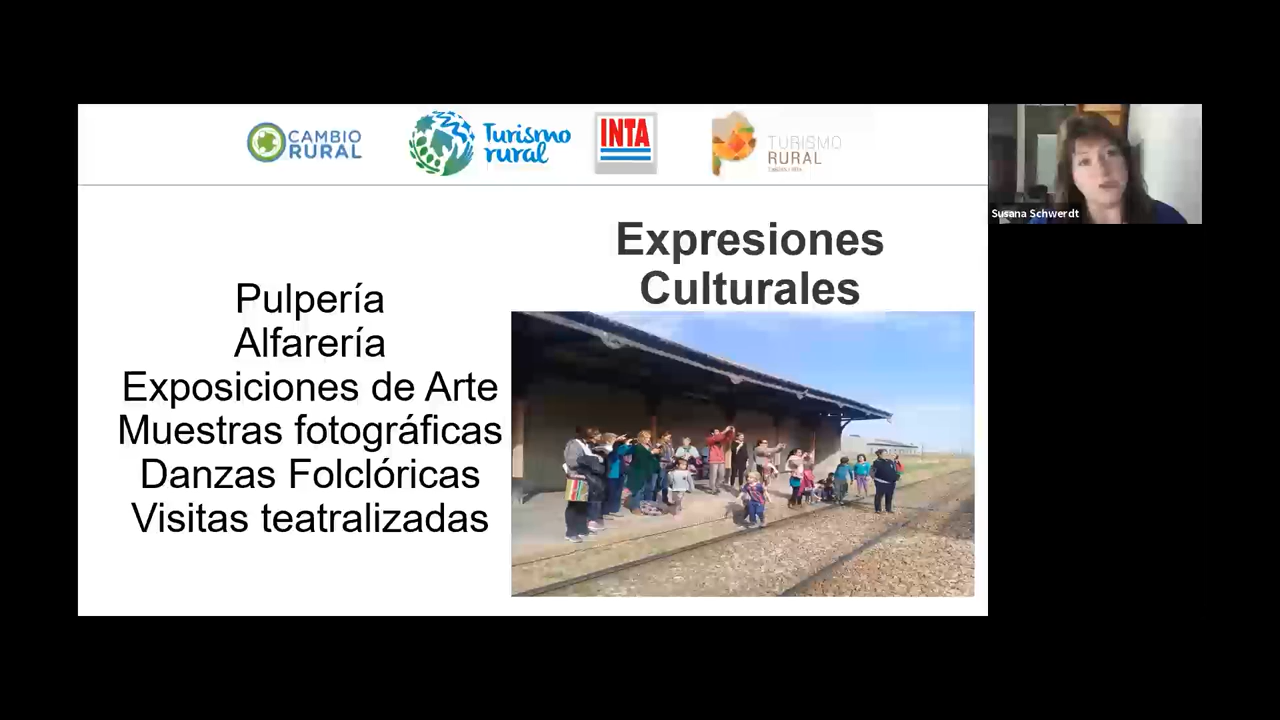 CAMBIO
RURAL
Turismo
rural
INTA
TURISMO
RURAL
Susana Schwerdt
Expresiones
Culturales
Pulpería
Alfarería
Exposiciones de Arte
Muestras fotográficas
Danzas Folclóricas
Visitas teatralizadas